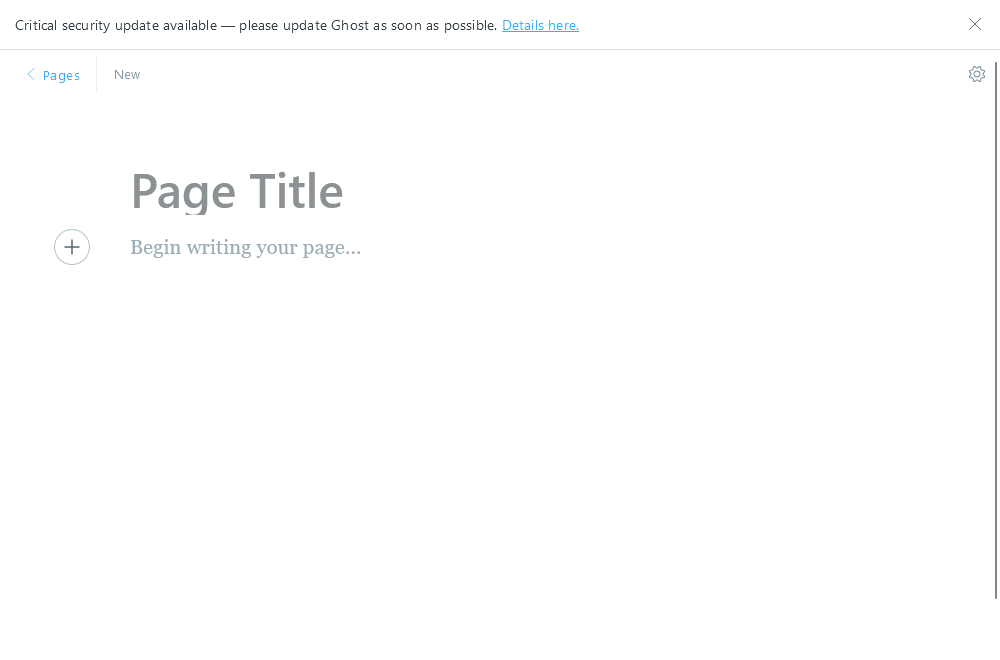 Critical security update available — please update Ghost as soon as possible. Details here.
Pages
New
Page Title
Begin writing your page...